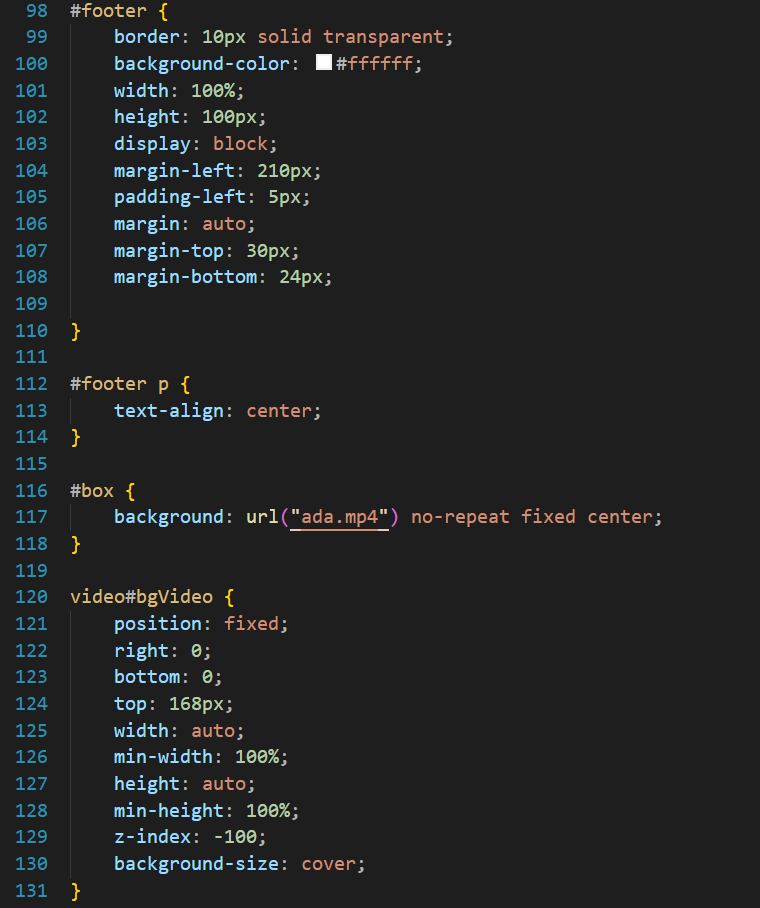 98 #footer {
99 border: 10px solid transparent;
100 background-color: #ffffff;
101 width: 100%;
102 height: 100px;
103 display: block;
104 margin-left: 210px;
105 padding-left: 5px;
106 margin: auto;
107 margin-top: 30px;
108 margin-bottom: 24px;
109
110 }
111
112 #footer p {
113 text-align: center;
114 }
115
116 #box {
117 background: url("ada.mp4") no-repeat fixed center;
118 }
119
120 video#bgVideo {
121 position: fixed;
122 right: 0;
123 bottom: 0;
124 top: 168px;
125 width: auto;
126 min-width: 100%;
127 height: auto;
128 min-height: 100%;
129 z-index: -100;
130 background-size: cover;
131 }